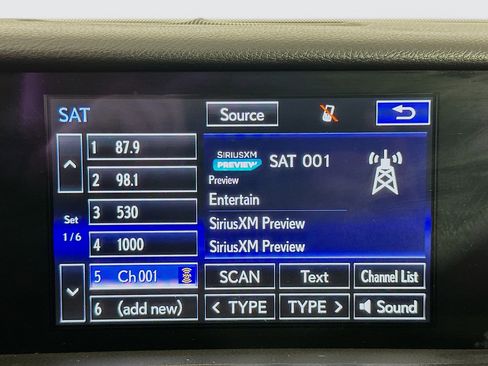 SAT
Source
1 87.9
2 98.1
Set
1/6
3 530
4 1000
5 Ch 001
6 (add new)
SIRIUSXM
PREVIEW
SAT 001
Preview
Entertain
SiriusXM Preview
SiriusXM Preview
SCAN
Text
Channel List
< TYPE
TYPE >
Sound